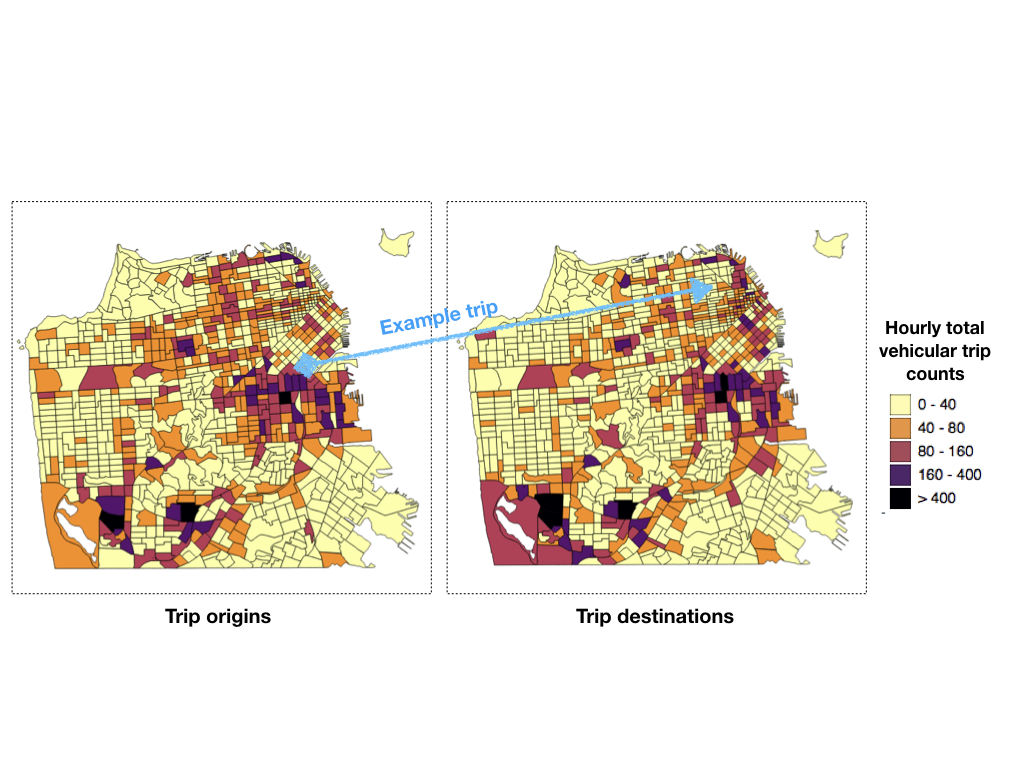 Example trip
Hourly total
vehicular trip
counts
0 - 40
40 - 80
80 - 160
160 - 400
> 400
-
Trip origins
Trip destinations